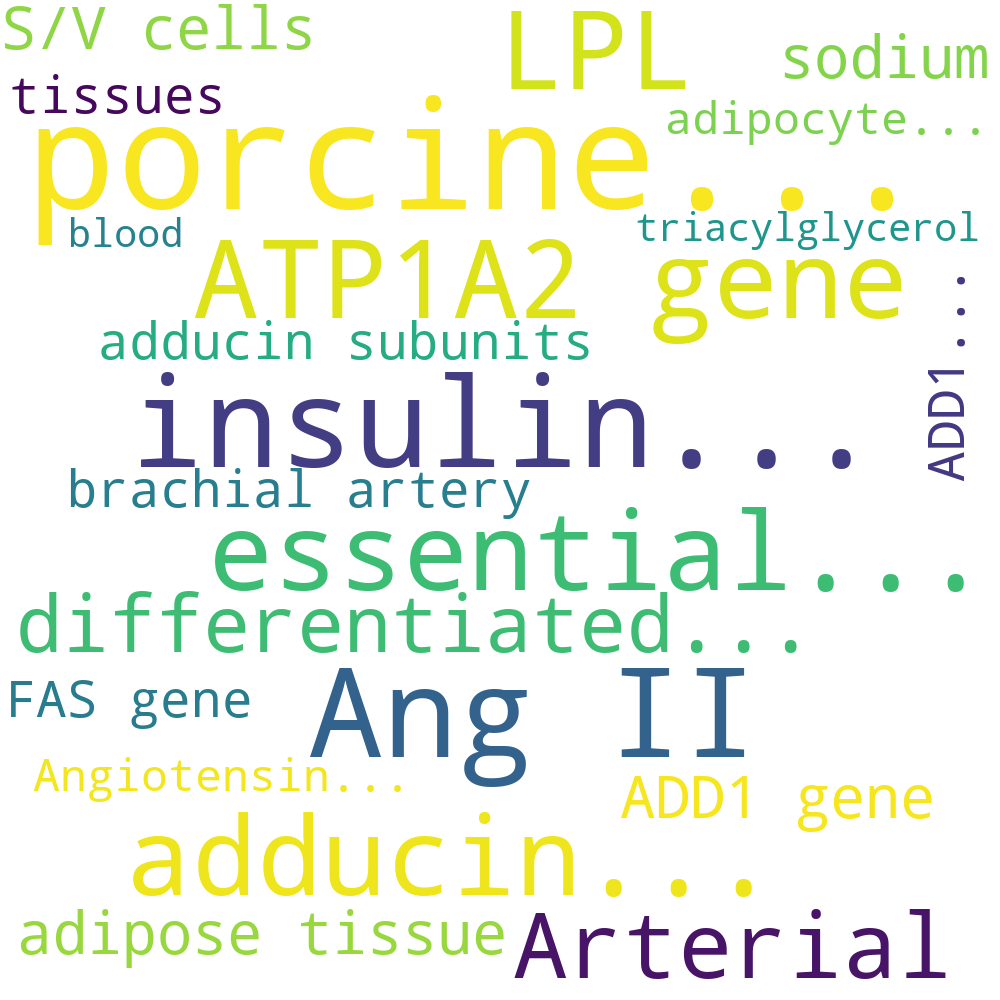 S/V cells
LPL
sodium
tissues
adipocyte...
porcine...
blood
triacylglycerol
ATP1A2 gene
adducin subunits
ADD1...
insulin...
brachial artery
essential...
differentiated...
FAS gene
Ang II
Angiotensin...
ADD1 gene
adducin...
adipose tissue
Arterial